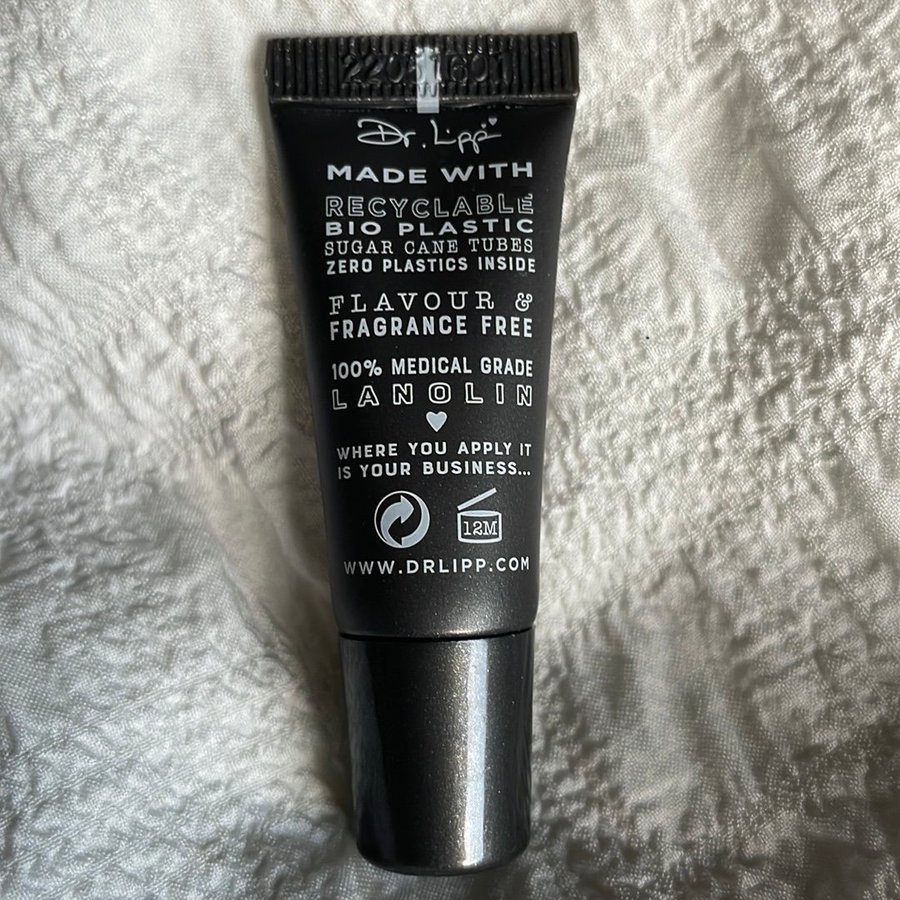 22051601
Dr. Lipp
MADE WITH
RECYCLABLE
BIO PLASTIC
SUGAR CANE TUBES
ZERO PLASTICS INSIDE
FLAVOUR &
FRAGRANCE FREE
100% MEDICAL GRADE
LANOLIN
WHERE YOU APPLY IT
IS YOUR BUSINESS...
12M
WWW.DRLIPP.COM